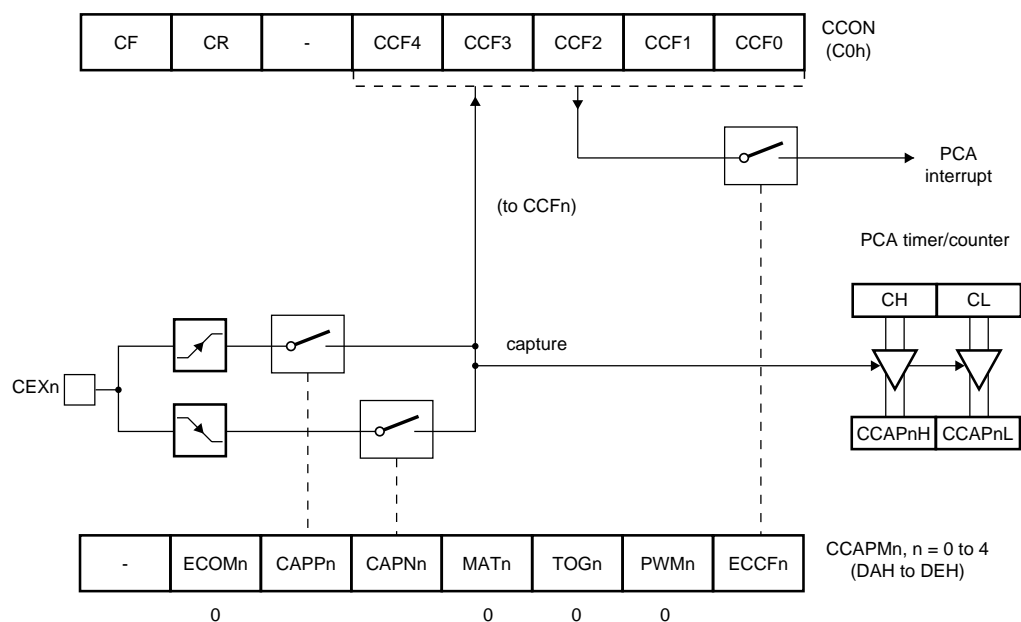 CF CR - CCF4 CCF3 CCF2 CCF1 CCF0
CCON
(C0h)
PCA
interrupt
(to CCFn)
PCA timer/counter
CH CL
capture
CEXn
CCAPnH CCAPnL
- ECOMn CAPPn CAPNn MATn TOGn PWMn ECCFn
CCAPMn, n = 0 to 4
(DAH to DEH)
0 0 0 0